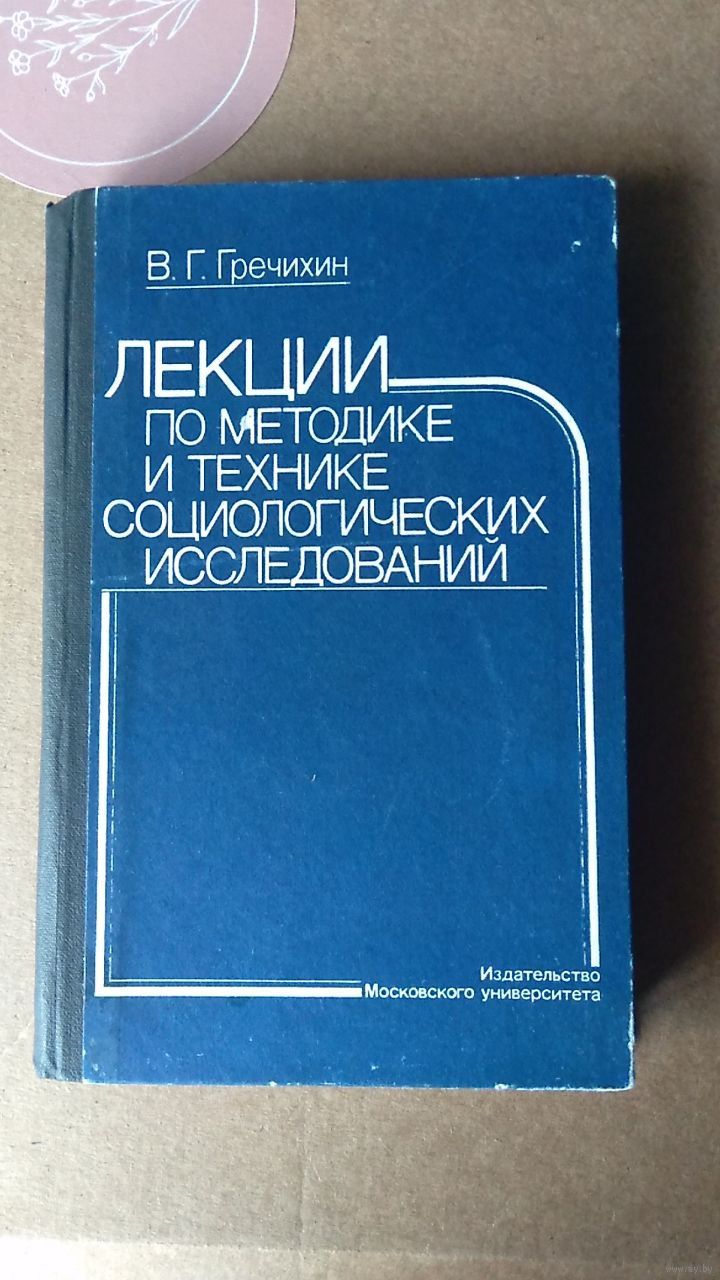 В. Г. Гречихин
ЛЕКЦИИ
ПО МЕТОДИКЕ
И ТЕХНИКЕ
СОЦИОЛОГИЧЕСКИХ
ИССЛЕДОВАНИЙ
Издательство
Московского университета